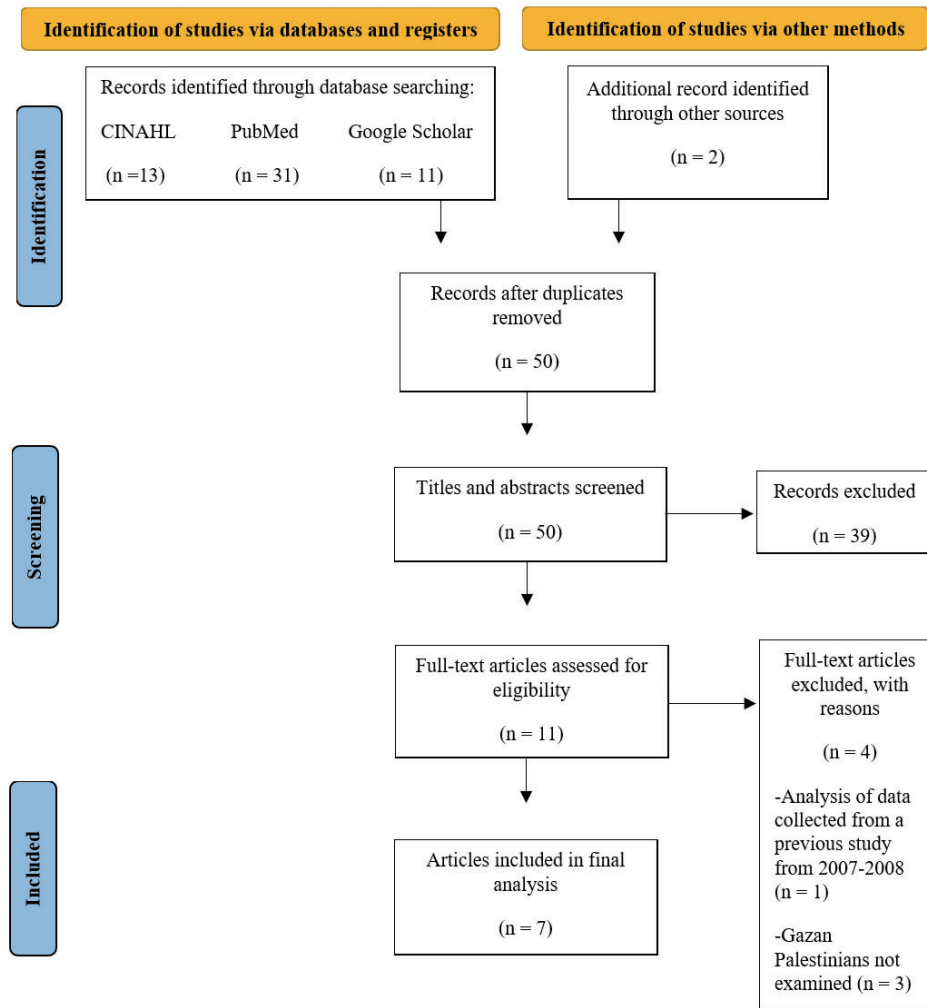 Identification of studies via databases and registers
Identification of studies via other methods
Identification
Records identified through database searching:
CINAHL PubMed Google Scholar
(n =13) (n = 31) (n = 11)
Additional record identified
through other sources
(n = 2)
Records after duplicates
removed
(n = 50)
Screening
Titles and abstracts screened
(n = 50)
Records excluded
(n = 39)
Full-text articles assessed for
eligibility
(n = 11)
Full-text articles
excluded, with
reasons
(n = 4)
-Analysis of data
collected from a
previous study
from 2007-2008
(n = 1)
-Gazan
Palestinians not
examined (n = 3)
Included
Articles included in final
analysis
(n = 7)